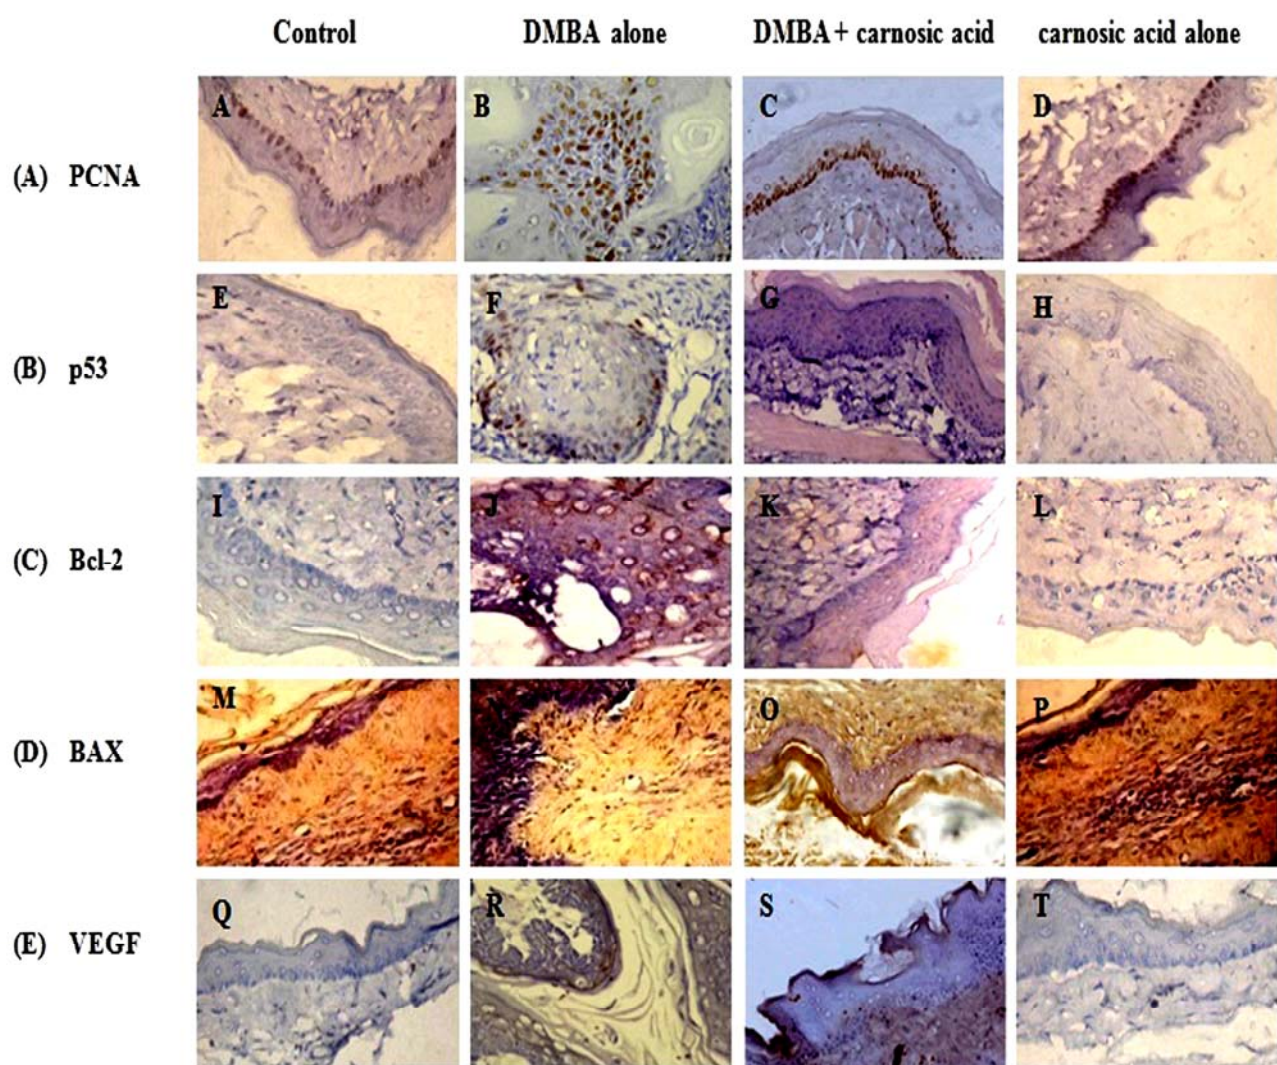 Control DMBA alone DMBA + carnosic acid carnosic acid alone
(A) PCNA A B C D
(B) p53 E F G H
(C) Bcl-2 I J K L
(D) BAX M N O P
(E) VEGF Q R S T